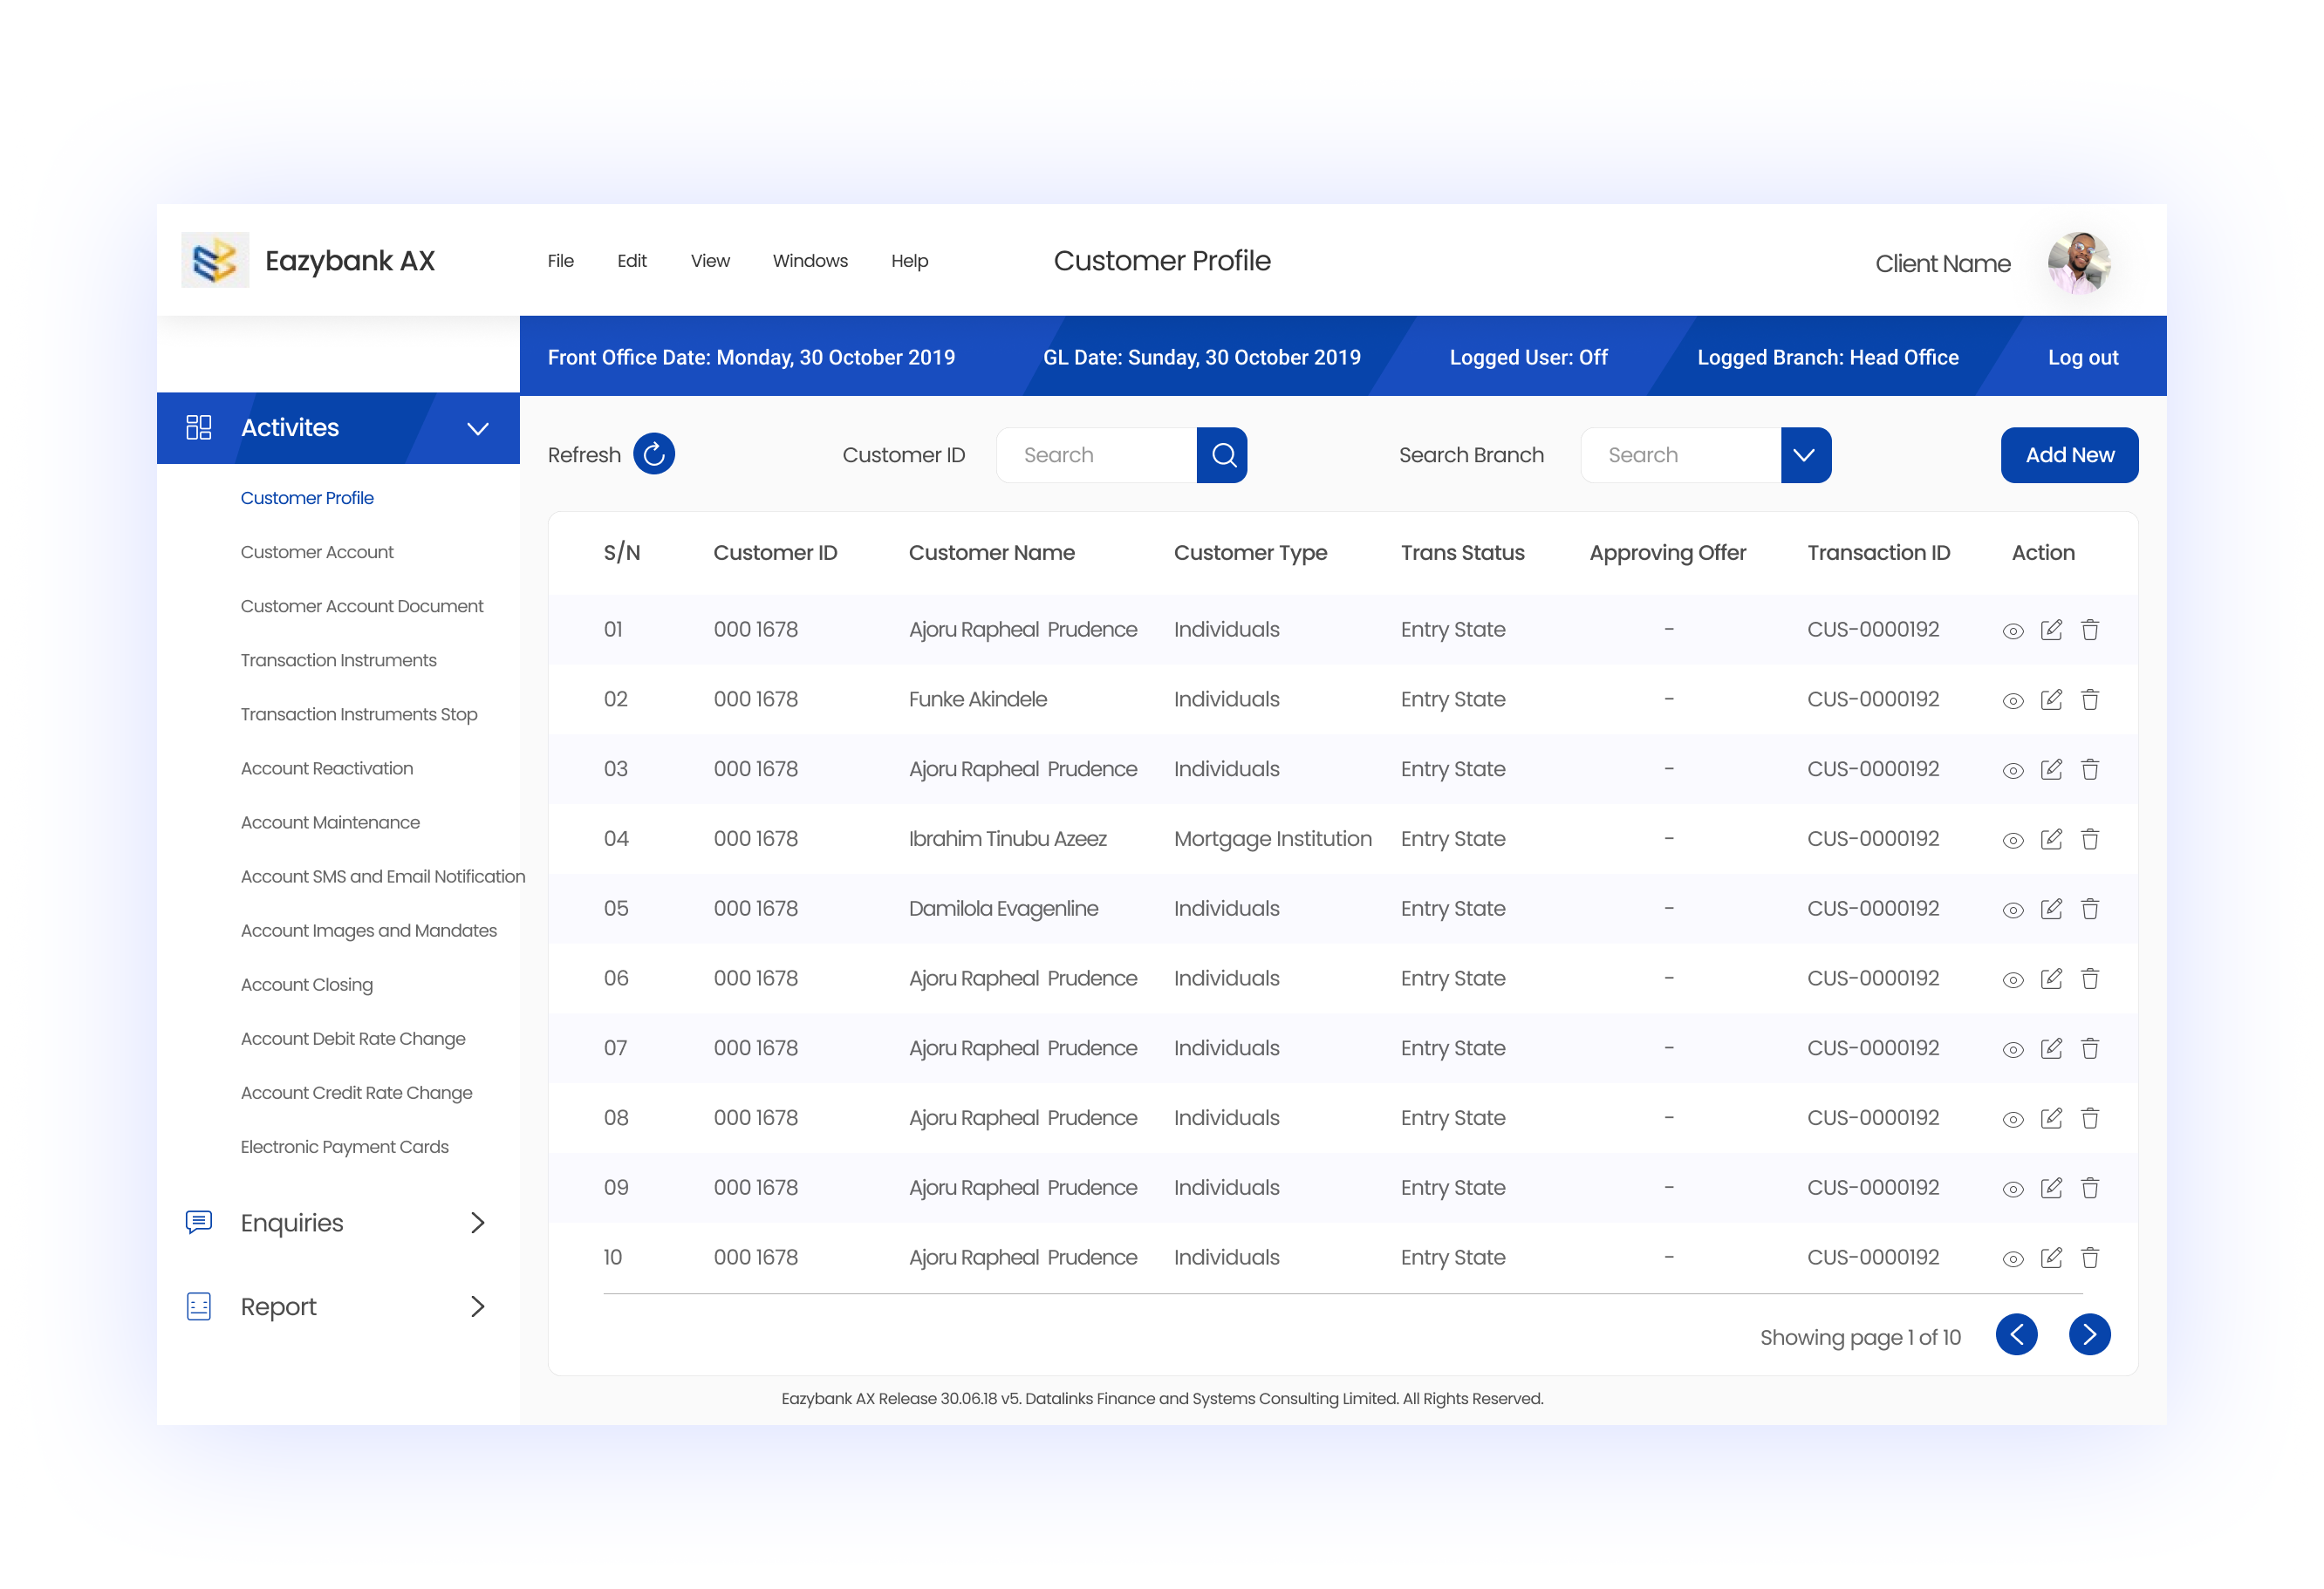 Eazybank AX
File Edit View Windows Help
Customer Profile
Client Name
Front Office Date: Monday, 30 October 2019
GL Date: Sunday, 30 October 2019
Logged User: Off
Logged Branch: Head Office
Log out
Activites
Customer Profile
Customer Account
Customer Account Document
Transaction Instruments
Transaction Instruments Stop
Account Reactivation
Account Maintenance
Account SMS and Email Notification
Account Images and Mandates
Account Closing
Account Debit Rate Change
Account Credit Rate Change
Electronic Payment Cards
Enquiries
Report
Refresh
Customer ID
Search
Search Branch
Search
Add New
S/N Customer ID Customer Name Customer Type Trans Status Approving Offer Transaction ID Action
01 000 1678 Ajoru Rapheal Prudence Individuals Entry State - CUS-0000192
02 000 1678 Funke Akindele Individuals Entry State - CUS-0000192
03 000 1678 Ajoru Rapheal Prudence Individuals Entry State - CUS-0000192
04 000 1678 Ibrahim Tinubu Azeez Mortgage Institution Entry State - CUS-0000192
05 000 1678 Damilola Evagenline Individuals Entry State - CUS-0000192
06 000 1678 Ajoru Rapheal Prudence Individuals Entry State - CUS-0000192
07 000 1678 Ajoru Rapheal Prudence Individuals Entry State - CUS-0000192
08 000 1678 Ajoru Rapheal Prudence Individuals Entry State - CUS-0000192
09 000 1678 Ajoru Rapheal Prudence Individuals Entry State - CUS-0000192
10 000 1678 Ajoru Rapheal Prudence Individuals Entry State - CUS-0000192
Showing page 1 of 10
Eazybank AX Release 30.06.18 v5. Datalinks Finance and Systems Consulting Limited. All Rights Reserved.